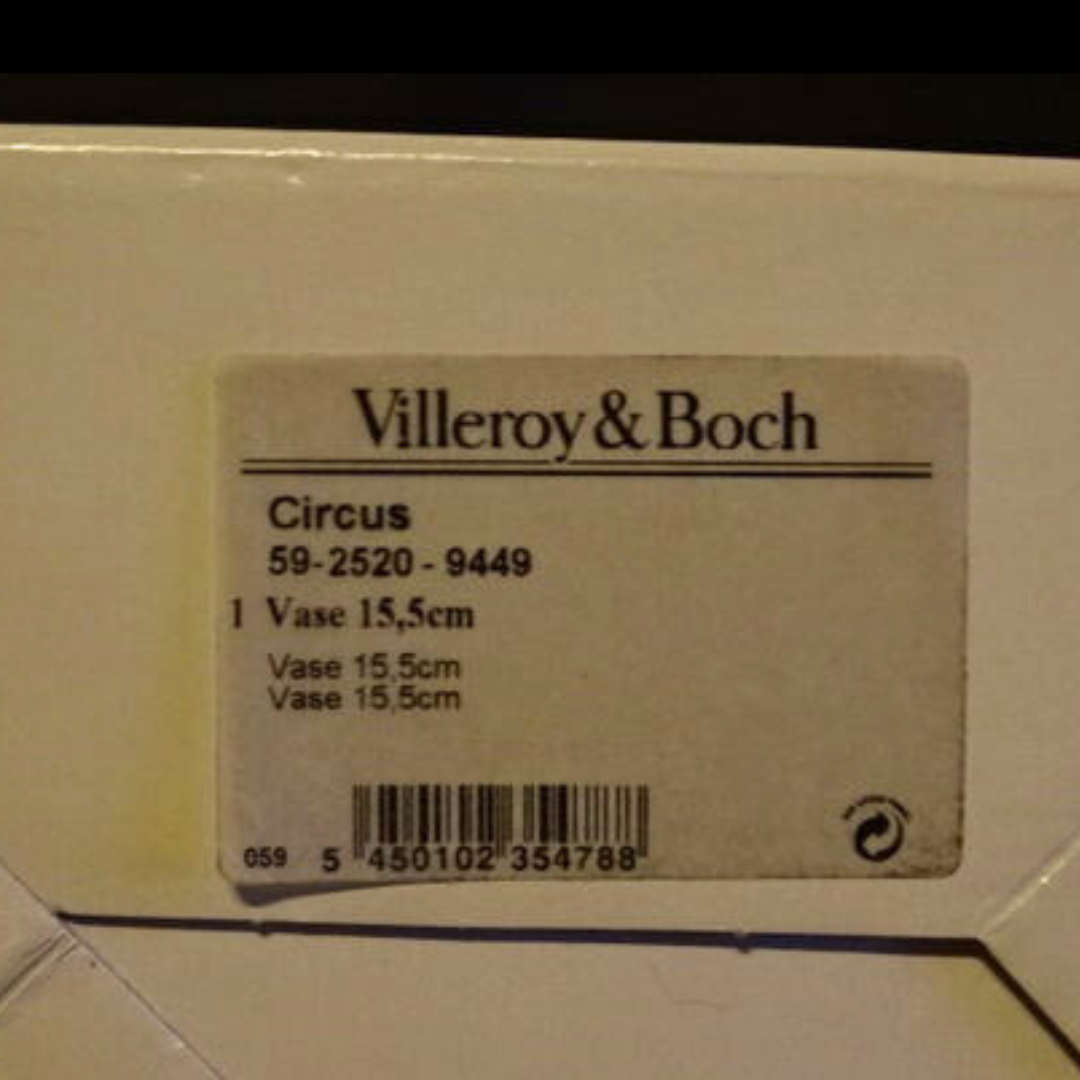 Villeroy & Boch
Circus
59-2520 - 9449
1 Vase 15,5cm
Vase 15,5cm
Vase 15,5cm
059 5 450102 354788